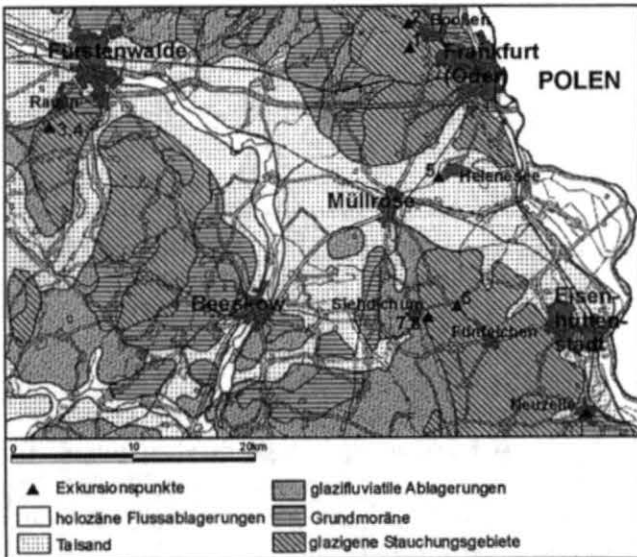 2 Booßen
Fürstenwalde
Frankfurt
(Oder)
POLEN
Rauen
3,4
5
Helenesee
Müllrose
Beeskow
Siehdichum
6
7,8
Eisen-
hütten-
stadt
Fünfeichen
Neuzelle
0 10 20km
Exkursionspunkte
glazifluviatile Ablagerungen
holozäne Flussablagerungen
Grundmoräne
Talsand
glazigene Stauchungsgebiete